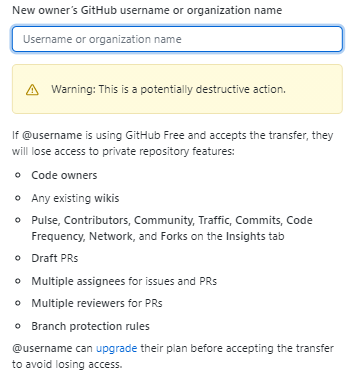 New owner's GitHub username or organization name
Username or organization name
Warning: This is a potentially destructive action.
If @username is using GitHub Free and accepts the transfer, they
will lose access to private repository features:
Code owners
Any existing wikis
Pulse, Contributors, Community, Traffic, Commits, Code
Frequency, Network, and Forks on the Insights tab
Draft PRs
Multiple assignees for issues and PRs
Multiple reviewers for PRs
Branch protection rules
@username can upgrade their plan before accepting the transfer
to avoid losing access.